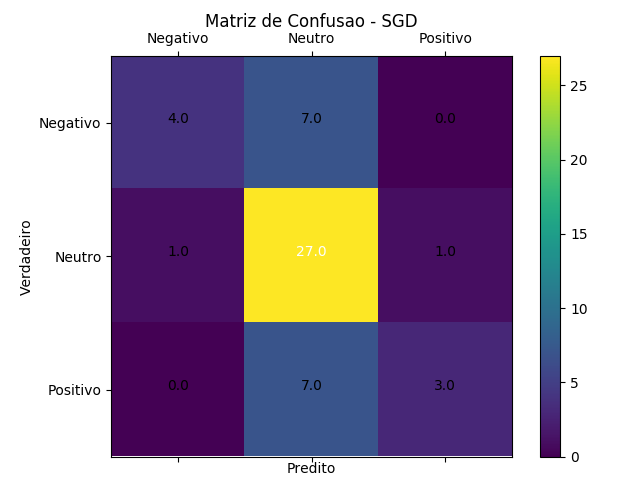 Matriz de Confusao - SGD
Negativo Neutro Positivo
Negativo 4.0 7.0 0.0
Neutro 1.0 27.0 1.0
Positivo 0.0 7.0 3.0
Verdadeiro
Predito
25
20
15
10
5
0